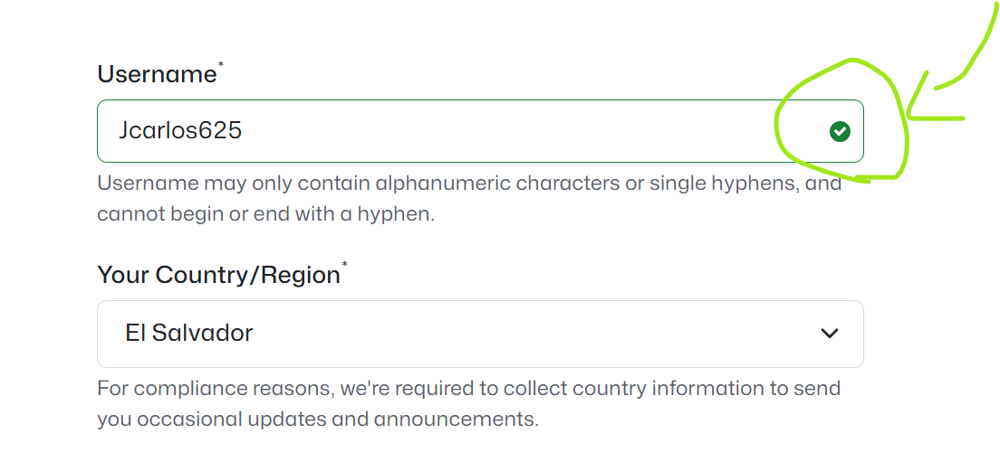 Username*
Jcarlos625
Username may only contain alphanumeric characters or single hyphens, and
cannot begin or end with a hyphen.
Your Country/Region*
El Salvador
For compliance reasons, we're required to collect country information to send
you occasional updates and announcements.